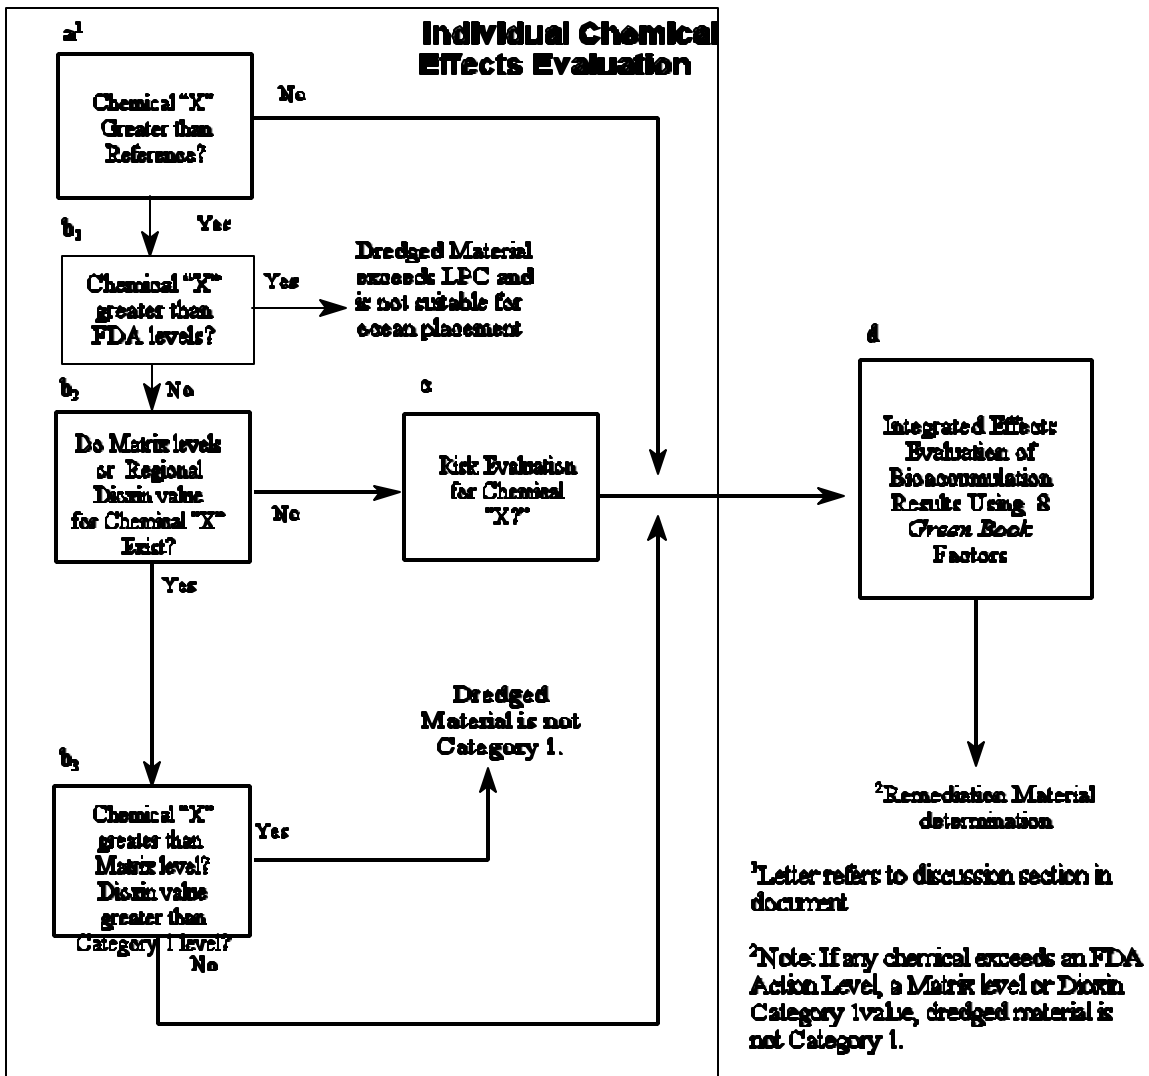 a¹
Individual Chemical
Effects Evaluation
Chemical "X"
Greater than
Reference?
No
Yes
b₁
Chemical "X"
greater than
FDA levels?
Yes
Dredged Material
exceeds LPC and
is not suitable for
ocean placement
No
b₂
Do Matrix levels
or Regional
Dioxin value
for Chemical "X"
Exist?
No
Yes
c
Risk Evaluation
for Chemical
"X?"
d
Integrated Effects
Evaluation of
Bioaccumulation
Results Using 8
Green Book
Factors
Dredged
Material is not
Category 1.
b₃
Chemical "X"
greater than
Matrix level?
Dioxin value
greater than
Category 1 level?
Yes
No
²Remediation Material
determination
¹Letter refers to discussion section in
document
²Note: If any chemical exceeds an FDA
Action Level, a Matrix level or Dioxin
Category 1value, dredged material is
not Category 1.